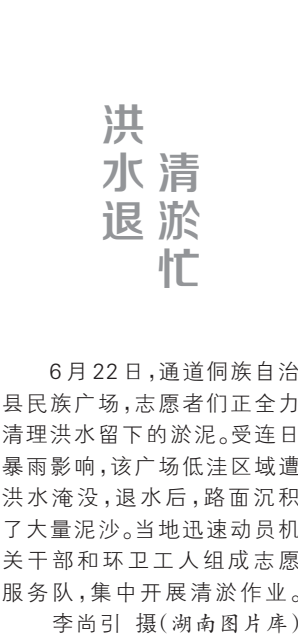 洪水退
清淤忙
6月22日，通道侗族自治
县民族广场，志愿者们正全力
清理洪水留下的淤泥。受连日
暴雨影响，该广场低洼区域遭
洪水淹没，退水后，路面沉积
了大量泥沙。当地迅速动员机
关干部和环卫工人组成志愿
服务队，集中开展清淤作业。
李尚引 摄(湖南图片库)